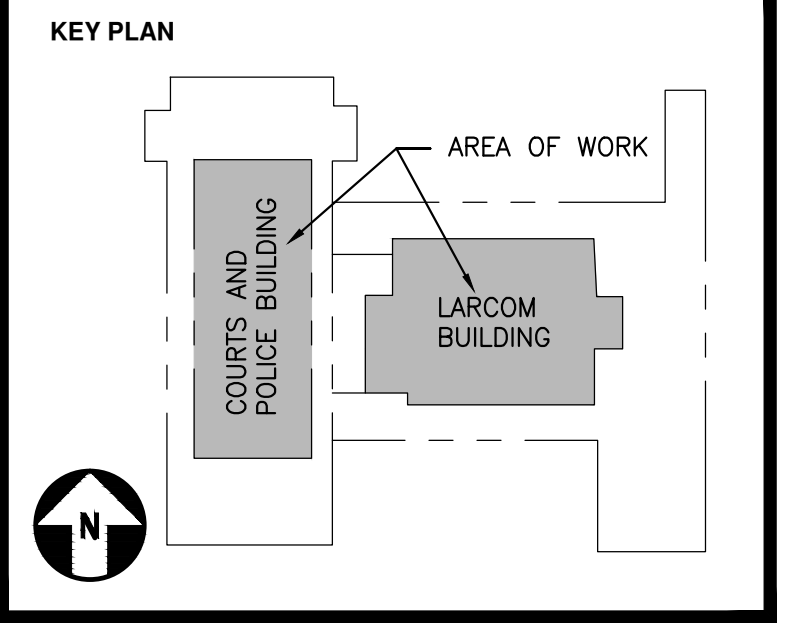 KEY PLAN
AREA OF WORK
COURTS AND
POLICE BUILDING
LARCOM
BUILDING
N